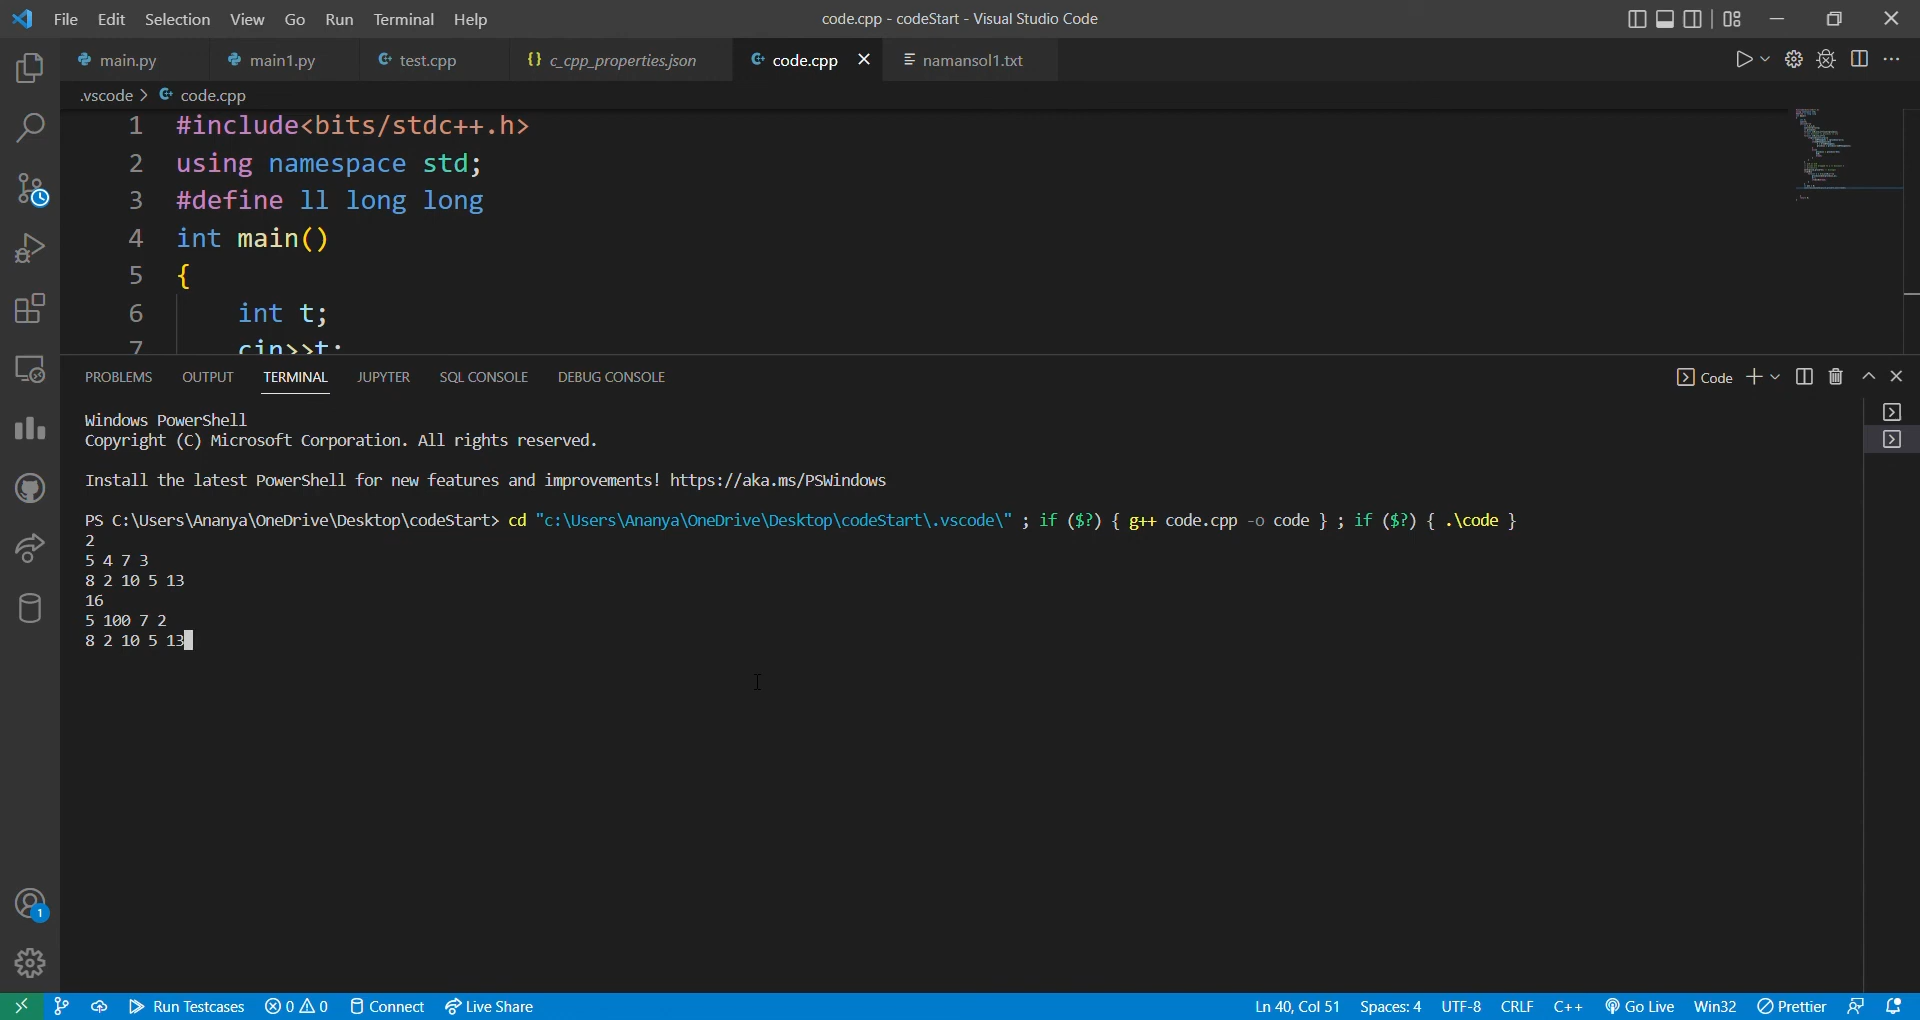 File Edit Selection View Go Run Terminal Help
code.cpp - codeStart - Visual Studio Code
main.py
main1.py
test.cpp
{} c_cpp_properties.json
code.cpp
namansol1.txt
.vscode > code.cpp
1 #include<bits/stdc++.h>
2 using namespace std;
3 #define ll long long
4 int main()
5 {
6 int t;
7 cin>>t;
PROBLEMS OUTPUT TERMINAL JUPYTER SQL CONSOLE DEBUG CONSOLE
Code
Windows PowerShell
Copyright (C) Microsoft Corporation. All rights reserved.
Install the latest PowerShell for new features and improvements! https://aka.ms/PSWindows
PS C:\Users\Ananya\OneDrive\Desktop\codeStart> cd "c:\Users\Ananya\OneDrive\Desktop\codeStart\.vscode\" ; if ($?) { g++ code.cpp -o code } ; if ($?) { .\code }
2
5 4 7 3
8 2 10 5 13
16
5 100 7 2
8 2 10 5 13
1
Run Testcases 0 0 Connect Live Share
Ln 40, Col 51 Spaces: 4 UTF-8 CRLF C++ Go Live Win32 Prettier